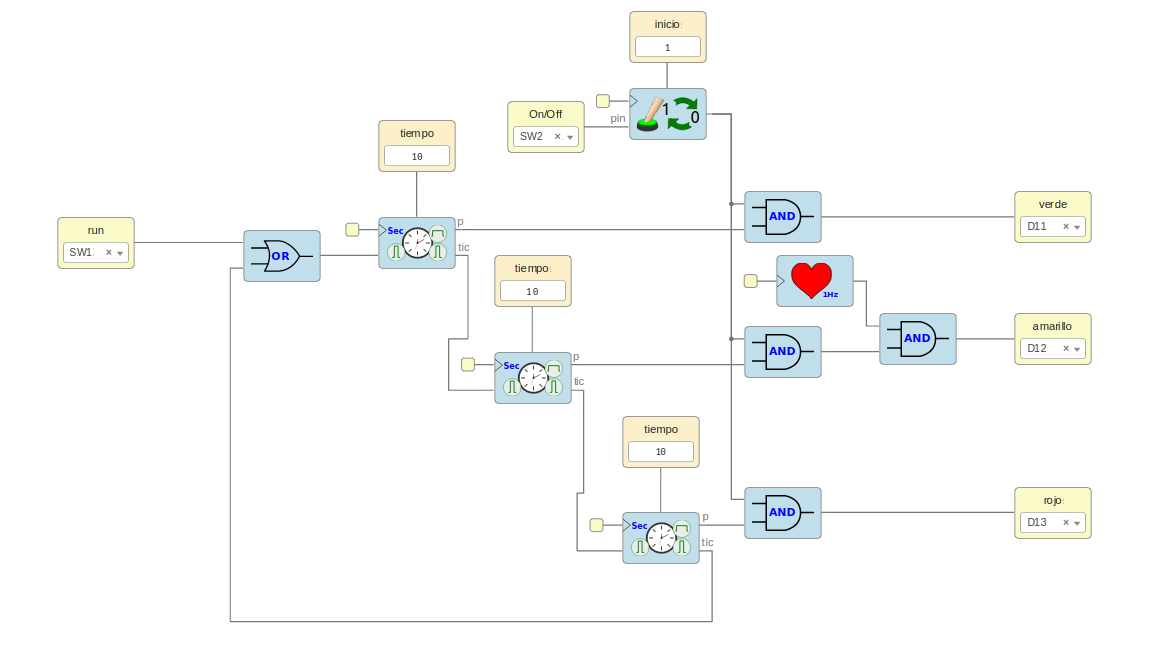 inicio
1
On/Off
SW2
pin
1
0
tiempo
10
run
SW1
OR
Sec
p
tic
AND
verde
D11
tiempo
10
1Hz
AND
amarillo
D12
Sec
p
tic
AND
tiempo
10
Sec
p
tic
AND
rojo
D13